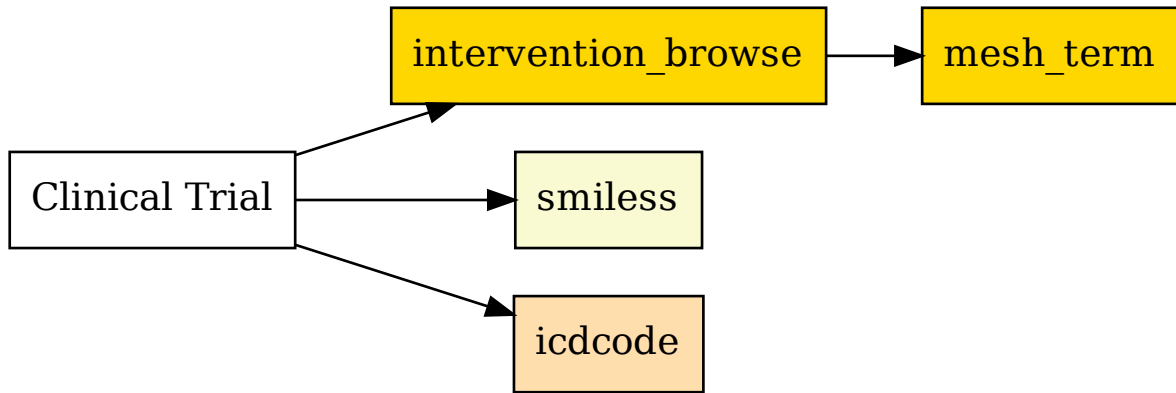 intervention_browse
mesh_term
Clinical Trial
smiless
icdcode